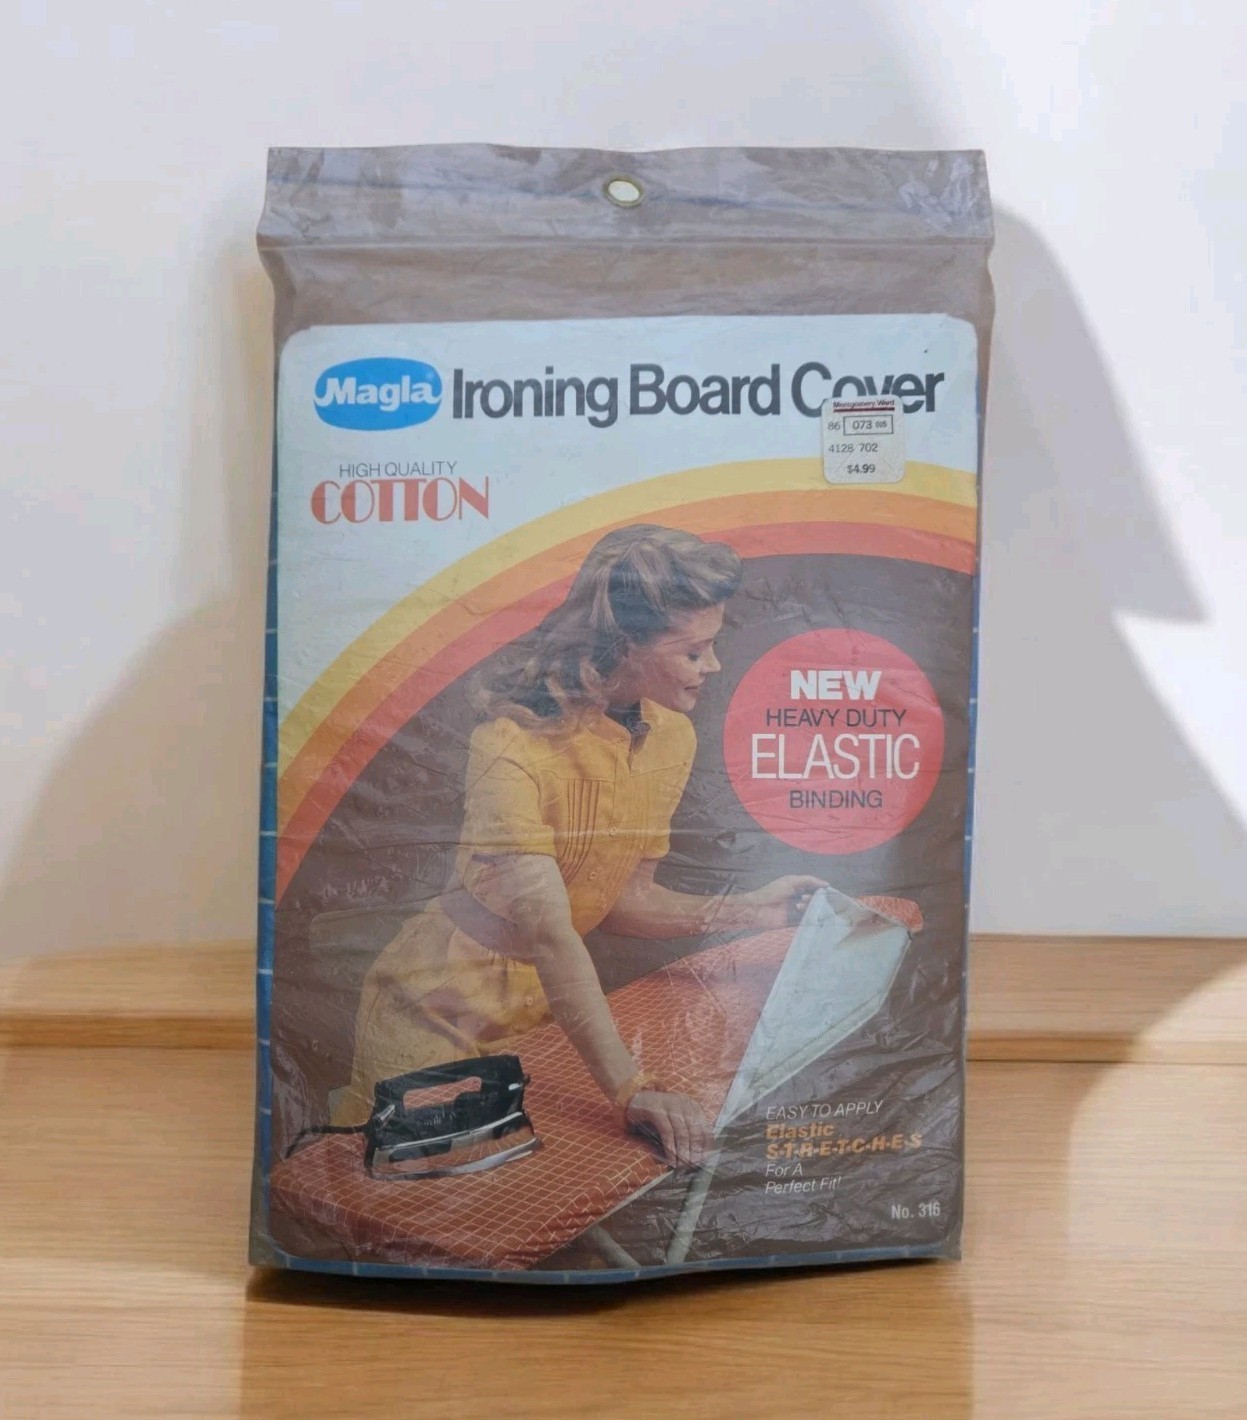 Magla Ironing Board Cover
Montgomery Ward
86 073 005
4128 702
$4.99
HIGH QUALITY
COTTON
NEW
HEAVY DUTY
ELASTIC
BINDING
EASY TO APPLY
Elastic
S-T-R-E-T-C-H-E-S
For A
Perfect Fit!
No. 316